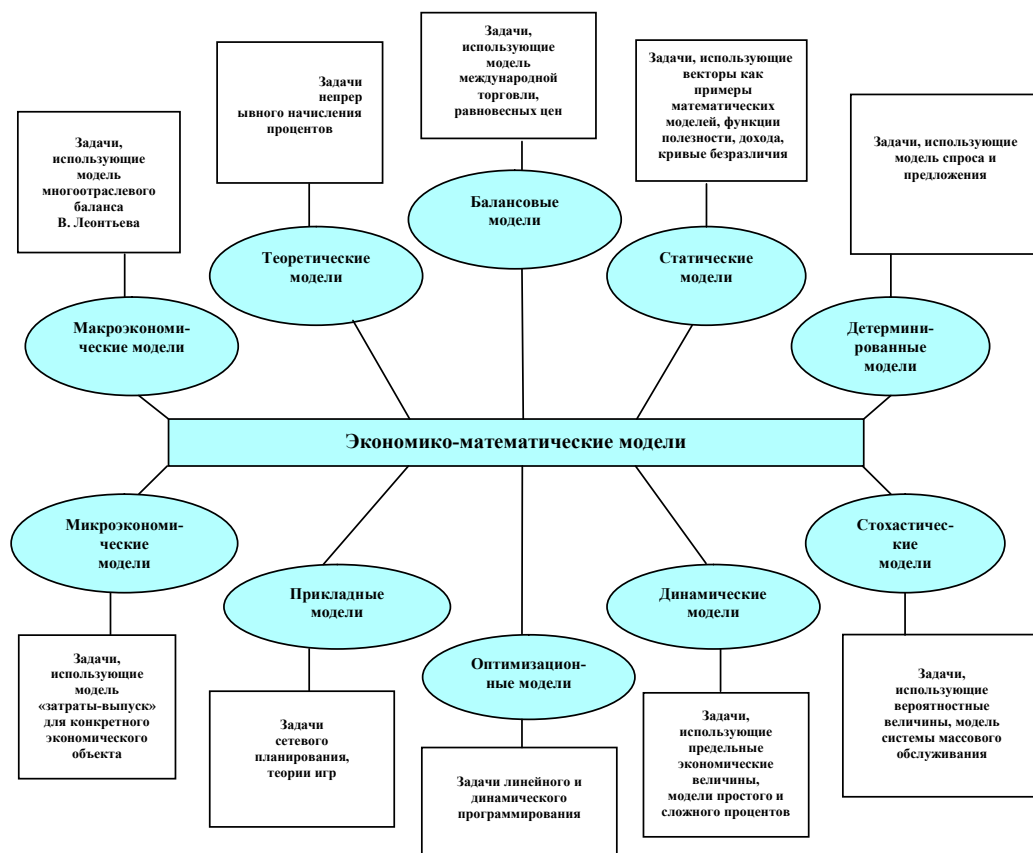 Задачи,
использующие
модель
международной
торговли,
равновесных цен
Задачи
непрер
ывного начисления
процентов
Задачи, использующие
векторы как
примеры
математических
моделей, функции
полезности, дохода,
кривые безразличия
Задачи,
использующие
модель
многоотраслевого
баланса
В. Леонтьева
Задачи, использующие
модель спроса и
предложения
Балансовые
модели
Теоретические
модели
Статические
модели
Макроэкономи-
ческие модели
Детермини-
рованные
модели
Экономико-математические модели
Микроэкономи-
ческие
модели
Стохастичес-
кие
модели
Прикладные
модели
Динамические
модели
Оптимизацион-
ные модели
Задачи,
использующие
модель
«затраты-выпуск»
для конкретного
экономического
объекта
Задачи
сетевого
планирования,
теории игр
Задачи линейного и
динамического
программирования
Задачи,
использующие
предельные
экономические
величины,
модели простого и
сложного процентов
Задачи,
использующие
вероятностные
величины, модель
системы массового
обслуживания